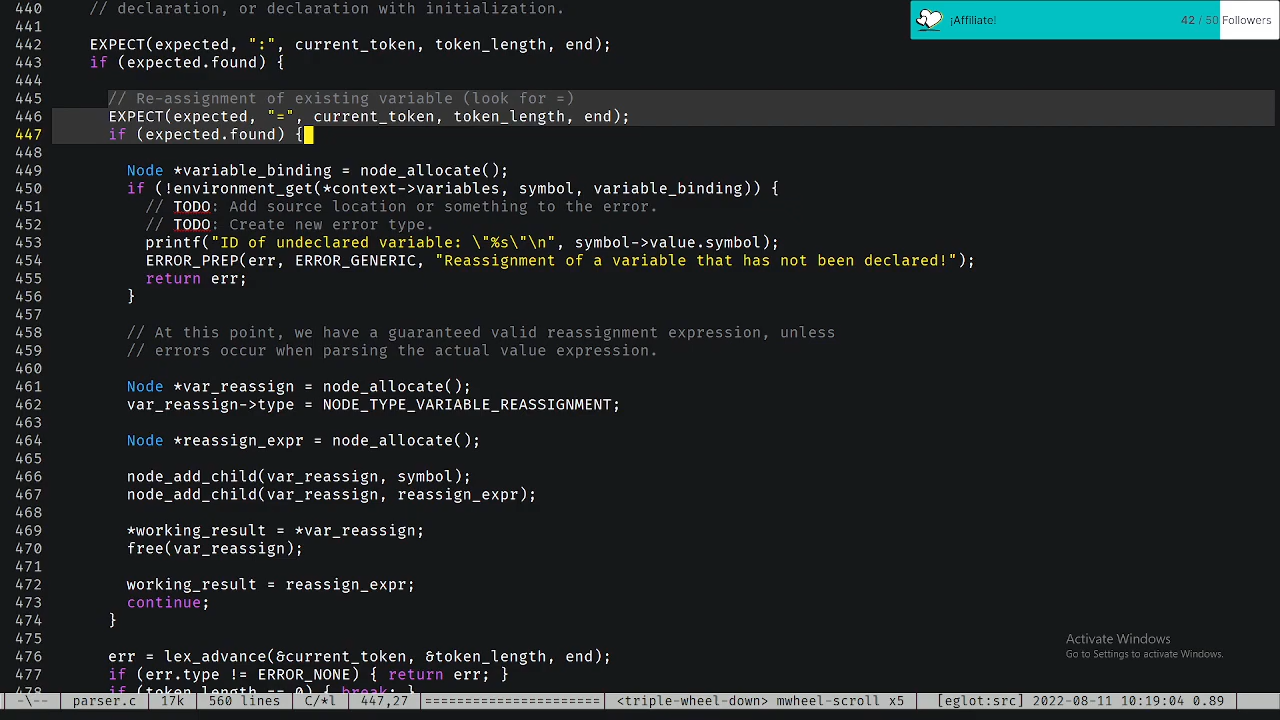 440 // declaration, or declaration with initialization.
441
442 EXPECT(expected, ":", current_token, token_length, end);
443 if (expected.found) {
444
445 // Re-assignment of existing variable (look for =)
446 EXPECT(expected, "=", current_token, token_length, end);
447 if (expected.found) {
448
449 Node *variable_binding = node_allocate();
450 if (!environment_get(*context->variables, symbol, variable_binding)) {
451 // TODO: Add source location or something to the error.
452 // TODO: Create new error type.
453 printf("ID of undeclared variable: \"%s\"\n", symbol->value.symbol);
454 ERROR_PREP(err, ERROR_GENERIC, "Reassignment of a variable that has not been declared!");
455 return err;
456 }
457
458 // At this point, we have a guaranteed valid reassignment expression, unless
459 // errors occur when parsing the actual value expression.
460
461 Node *var_reassign = node_allocate();
462 var_reassign->type = NODE_TYPE_VARIABLE_REASSIGNMENT;
463
464 Node *reassign_expr = node_allocate();
465
466 node_add_child(var_reassign, symbol);
467 node_add_child(var_reassign, reassign_expr);
468
469 *working_result = *var_reassign;
470 free(var_reassign);
471
472 working_result = reassign_expr;
473 continue;
474 }
475
476 err = lex_advance(&current_token, &token_length, end);
477 if (err.type != ERROR_NONE) { return err; }
478 if (token_length == 0) { break; }
-\-- parser.c 17k 560 lines C/*l 447,27 ==================== <triple-wheel-down> mwheel-scroll x5 [eglot:src] 2022-08-11 10:19:04 0.89
¡Affiliate! 42 / 50 Followers
Activate Windows
Go to Settings to activate Windows.